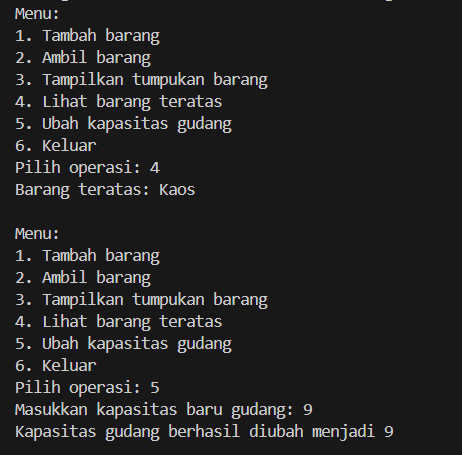 Menu:
1. Tambah barang
2. Ambil barang
3. Tampilkan tumpukan barang
4. Lihat barang teratas
5. Ubah kapasitas gudang
6. Keluar
Pilih operasi: 4
Barang teratas: Kaos
Menu:
1. Tambah barang
2. Ambil barang
3. Tampilkan tumpukan barang
4. Lihat barang teratas
5. Ubah kapasitas gudang
6. Keluar
Pilih operasi: 5
Masukkan kapasitas baru gudang: 9
Kapasitas gudang berhasil diubah menjadi 9